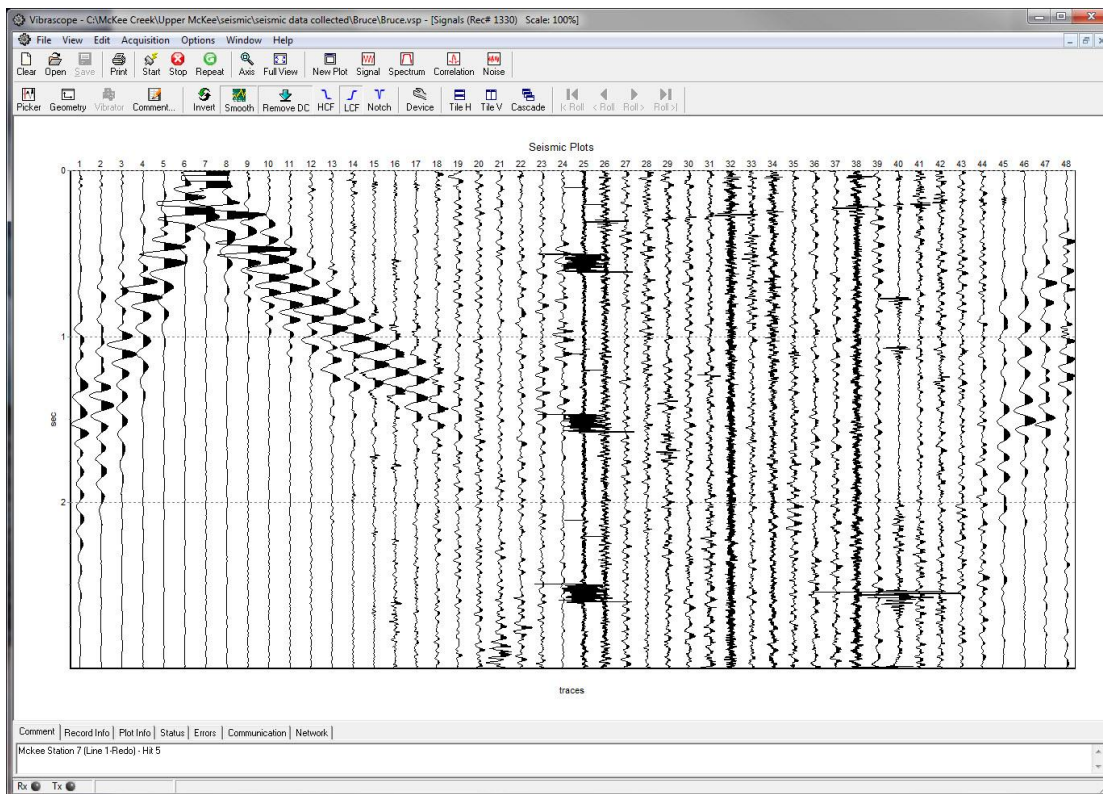 Vibrascope - C:\McKee Creek\Upper McKee\seismic\seismic data collected\Bruce\Bruce.vsp - [Signals (Rec# 1330) Scale: 100%]
File View Edit Acquisition Options Window Help
Clear Open Save Print Start Stop Repeat Axis Full View New Plot Signal Spectrum Correlation Noise
Picker Geometry Vibrator Comment... Invert Smooth Remove DC HCF LCF Notch Device Tile H Tile V Cascade |< Roll < Roll Roll > Roll >|
Seismic Plots
1 2 3 4 5 6 7 8 9 10 11 12 13 14 15 16 17 18 19 20 21 22 23 24 25 26 27 28 29 30 31 32 33 34 35 36 37 38 39 40 41 42 43 44 45 46 47 48
0
1
sec
2
traces
Comment Record Info Plot Info Status Errors Communication Network
Mckee Station 7 (Line 1-Redo) - Hit 5
Rx Tx